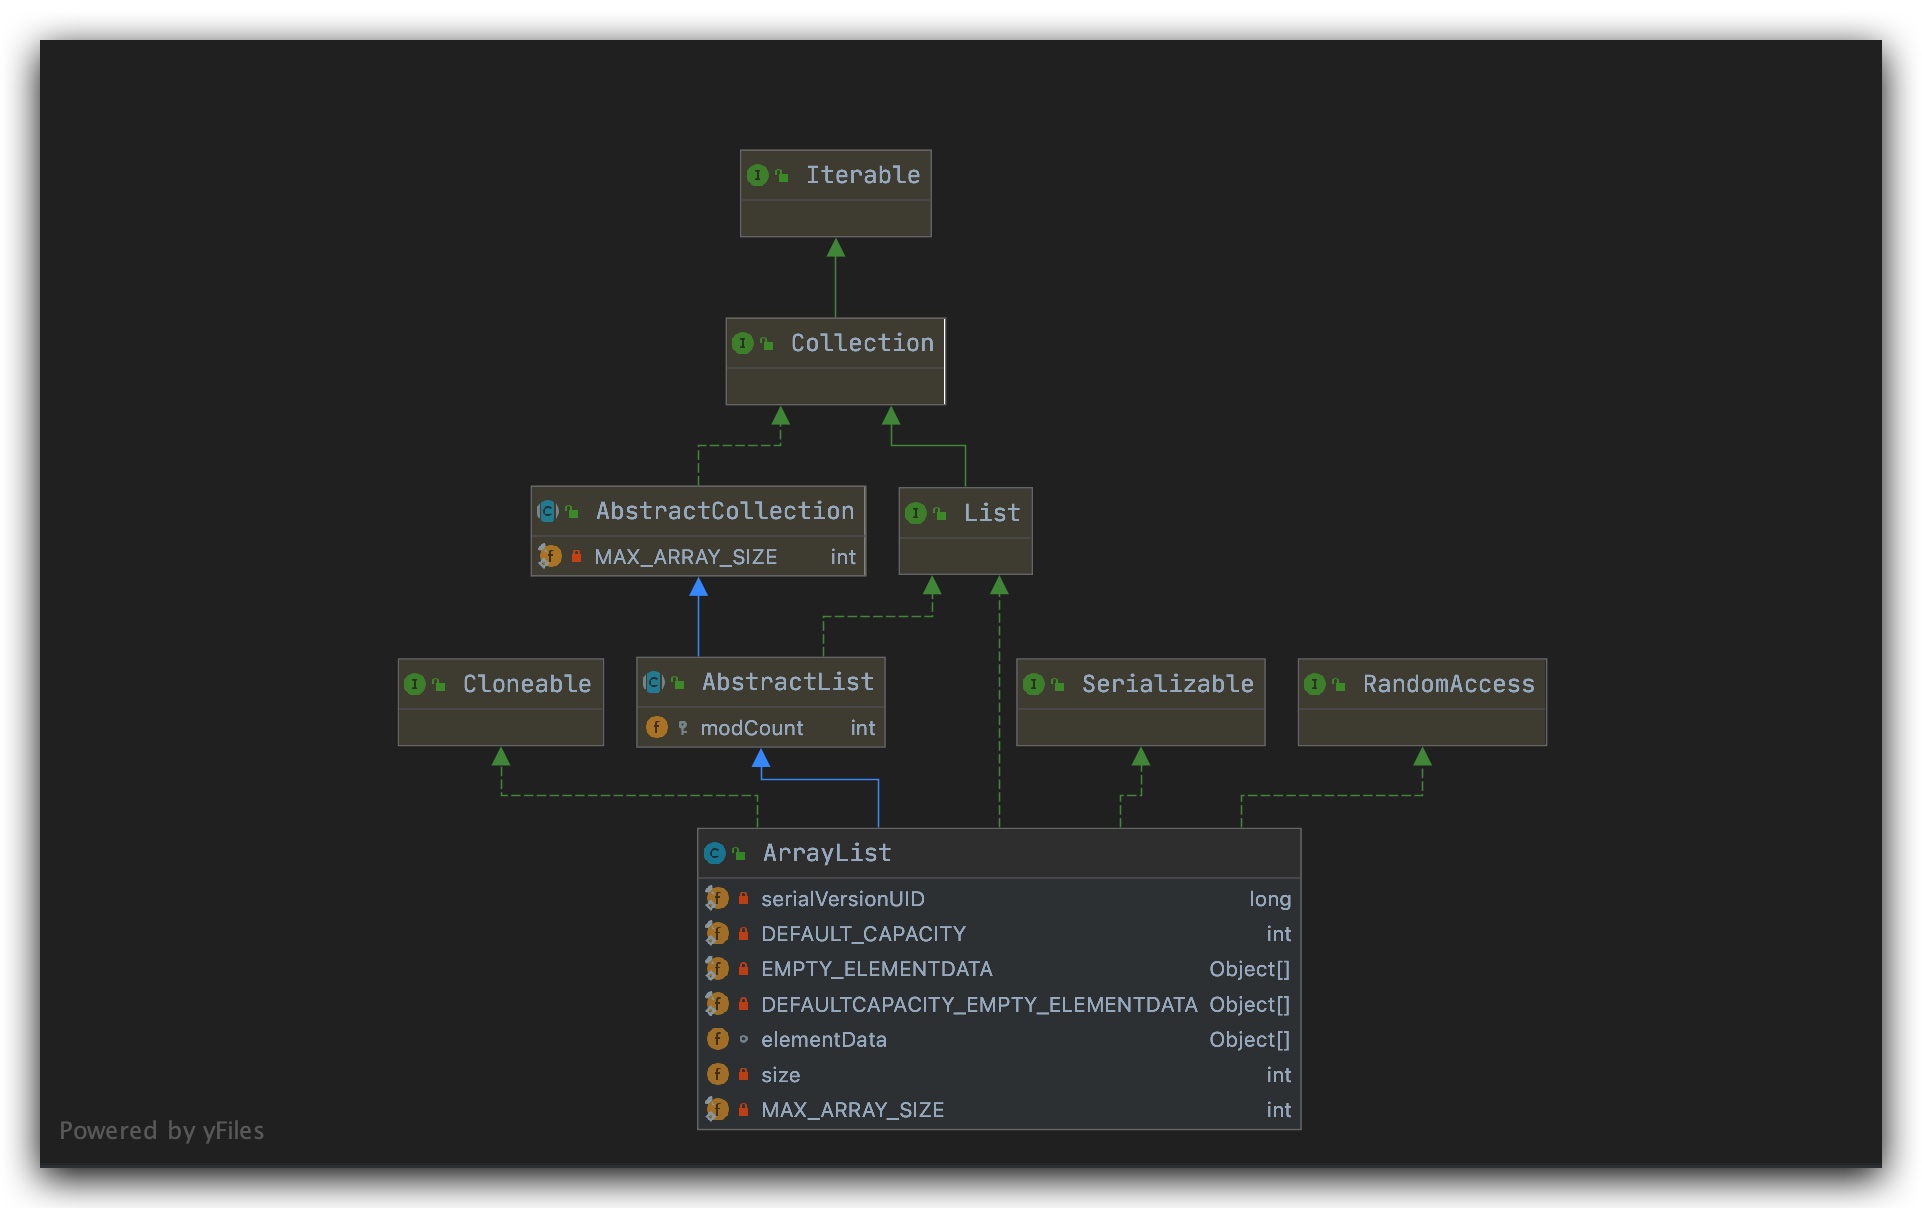 Iterable
Collection
AbstractCollection
MAX_ARRAY_SIZE int
List
Cloneable
AbstractList
modCount int
Serializable
RandomAccess
ArrayList
serialVersionUID long
DEFAULT_CAPACITY int
EMPTY_ELEMENTDATA Object[]
DEFAULTCAPACITY_EMPTY_ELEMENTDATA Object[]
elementData Object[]
size int
MAX_ARRAY_SIZE int
Powered by yFiles